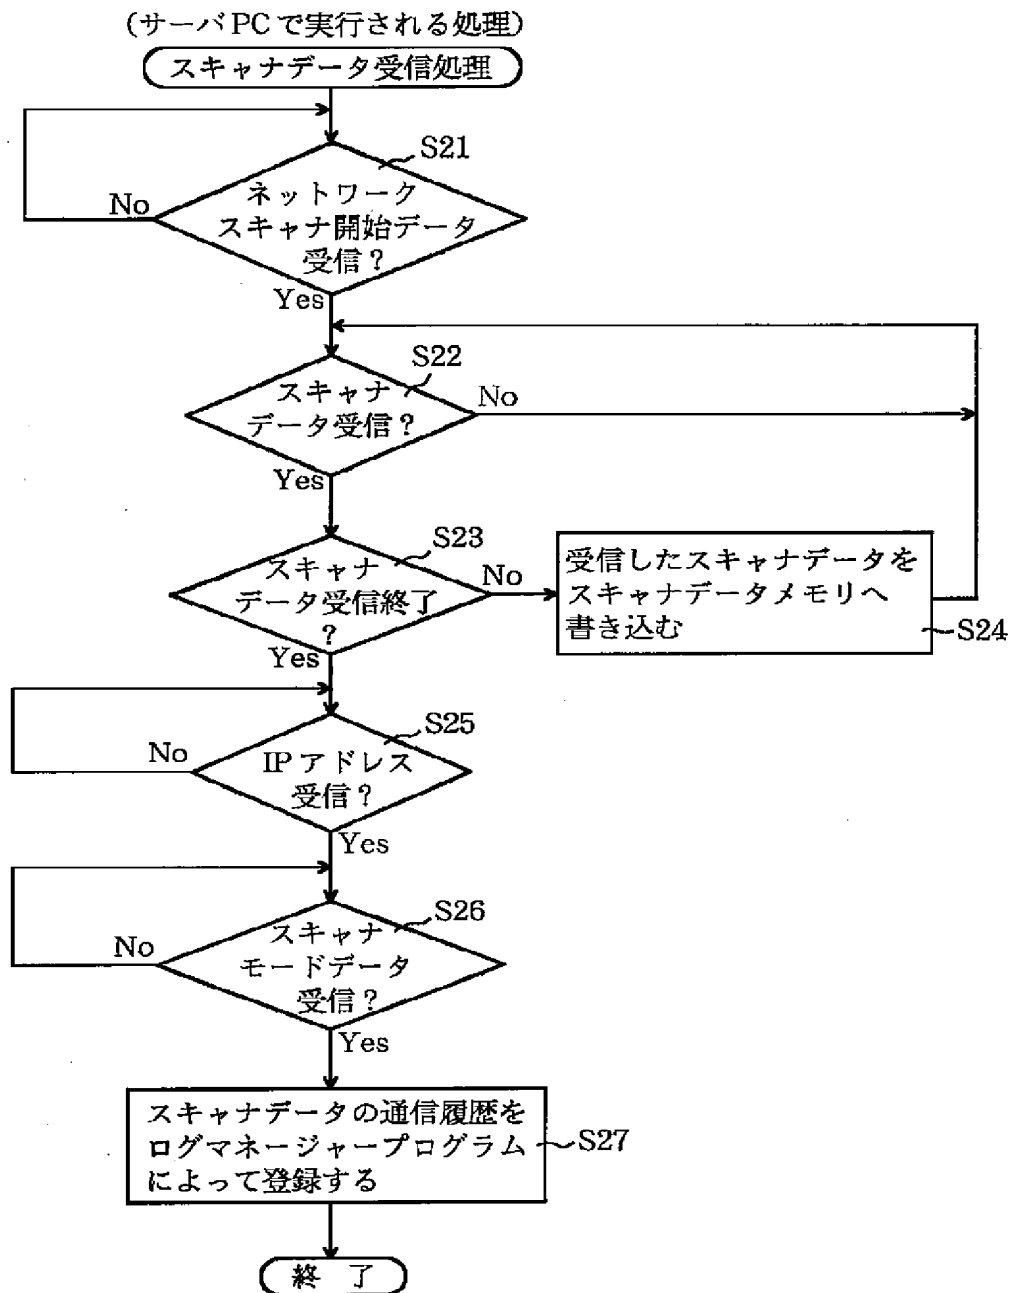 (サーバPCで実行される処理)
スキャナデータ受信処理
S21
ネットワーク
スキャナ開始データ
受信?
No
Yes
S22
スキャナ
データ受信?
No
Yes
S23
スキャナ
データ受信終了
?
No
Yes
受信したスキャナデータを
スキャナデータメモリへ
書き込む
S24
S25
IPアドレス
受信?
No
Yes
S26
スキャナ
モードデータ
受信?
No
Yes
スキャナデータの通信履歴を
ログマネージャープログラム
によって登録する
S27
終 了